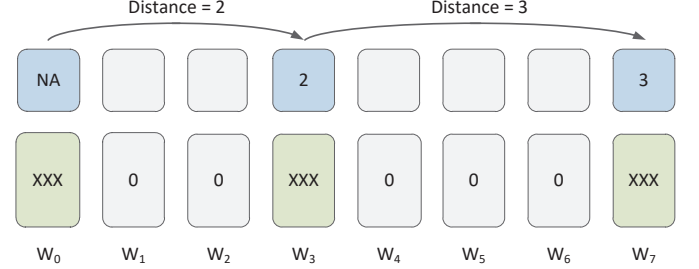 Distance = 2 Distance = 3
NA 2 3
XXX 0 0 XXX 0 0 0 XXX
W₀ W₁ W₂ W₃ W₄ W₅ W₆ W₇